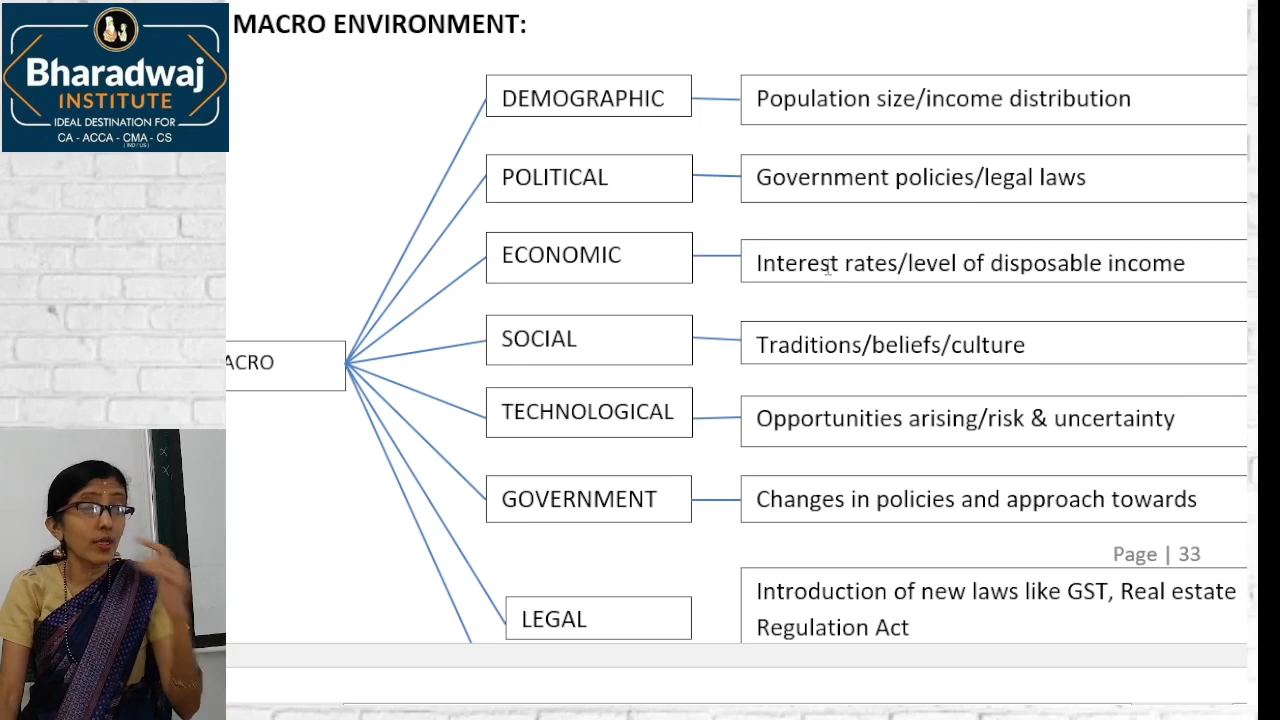 Bharadwaj
INSTITUTE
IDEAL DESTINATION FOR
CA - ACCA - CMA - CS
( IND / US )
MACRO ENVIRONMENT:
DEMOGRAPHIC
Population size/income distribution
POLITICAL
Government policies/legal laws
ECONOMIC
Interest rates/level of disposable income
SOCIAL
Traditions/beliefs/culture
ACRO
TECHNOLOGICAL
Opportunities arising/risk & uncertainty
GOVERNMENT
Changes in policies and approach towards
Page | 33
LEGAL
Introduction of new laws like GST, Real estate
Regulation Act